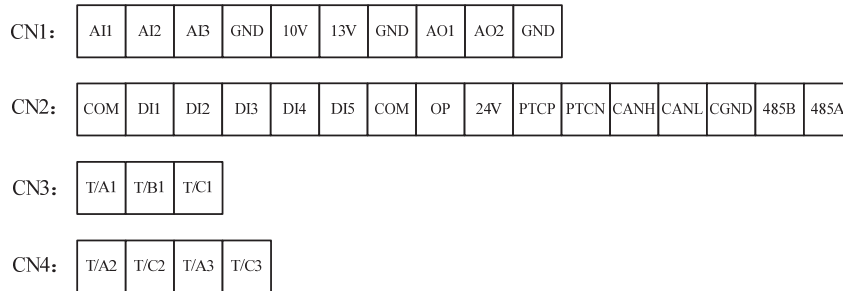 CN1: AI1 AI2 AI3 GND 10V 13V GND AO1 AO2 GND
CN2: COM DI1 DI2 DI3 DI4 DI5 COM OP 24V PTCP PTCN CANH CANL CGND 485B 485A
CN3: T/A1 T/B1 T/C1
CN4: T/A2 T/C2 T/A3 T/C3